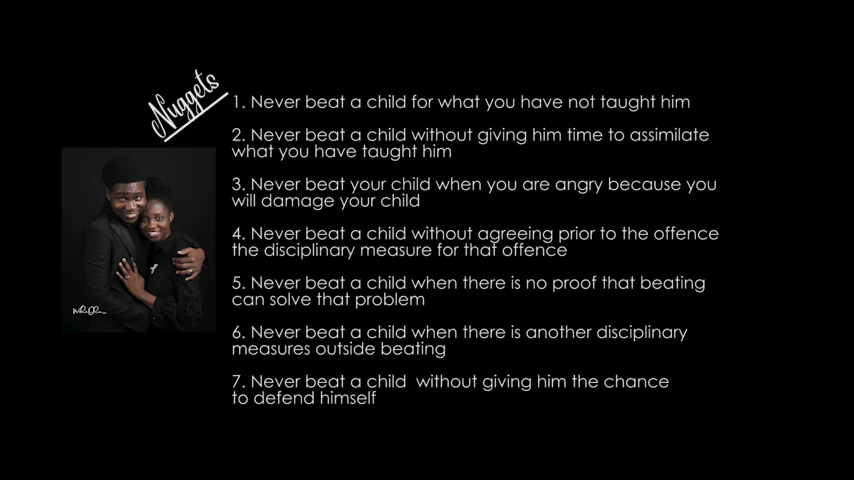 Nuggets
1. Never beat a child for what you have not taught him
2. Never beat a child without giving him time to assimilate
what you have taught him
3. Never beat your child when you are angry because you
will damage your child
4. Never beat a child without agreeing prior to the offence
the disciplinary measure for that offence
5. Never beat a child when there is no proof that beating
can solve that problem
6. Never beat a child when there is another disciplinary
measures outside beating
7. Never beat a child  without giving him the chance
to defend himself